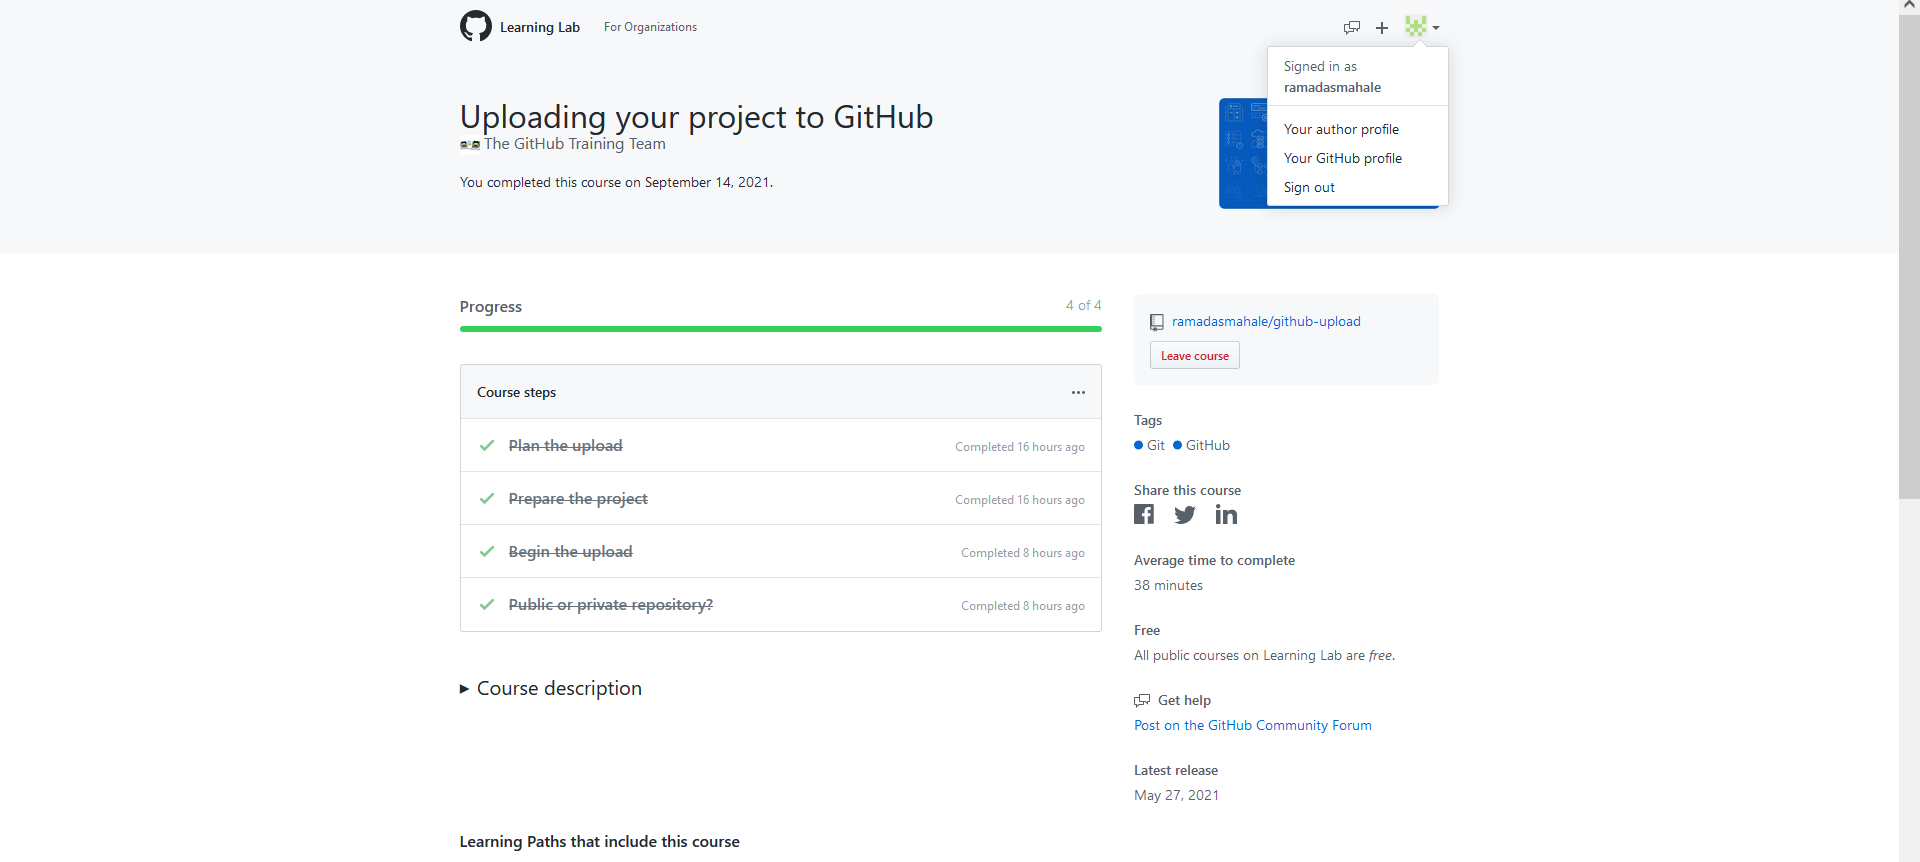 Learning Lab
For Organizations
Signed in as
ramadasmahale
Your author profile
Your GitHub profile
Sign out
Uploading your project to GitHub
The GitHub Training Team
You completed this course on September 14, 2021.
Progress
4 of 4
Course steps
Plan the upload
Completed 16 hours ago
Prepare the project
Completed 16 hours ago
Begin the upload
Completed 8 hours ago
Public or private repository?
Completed 8 hours ago
Course description
Learning Paths that include this course
ramadasmahale/github-upload
Leave course
Tags
Git GitHub
Share this course
Average time to complete
38 minutes
Free
All public courses on Learning Lab are free.
Get help
Post on the GitHub Community Forum
Latest release
May 27, 2021